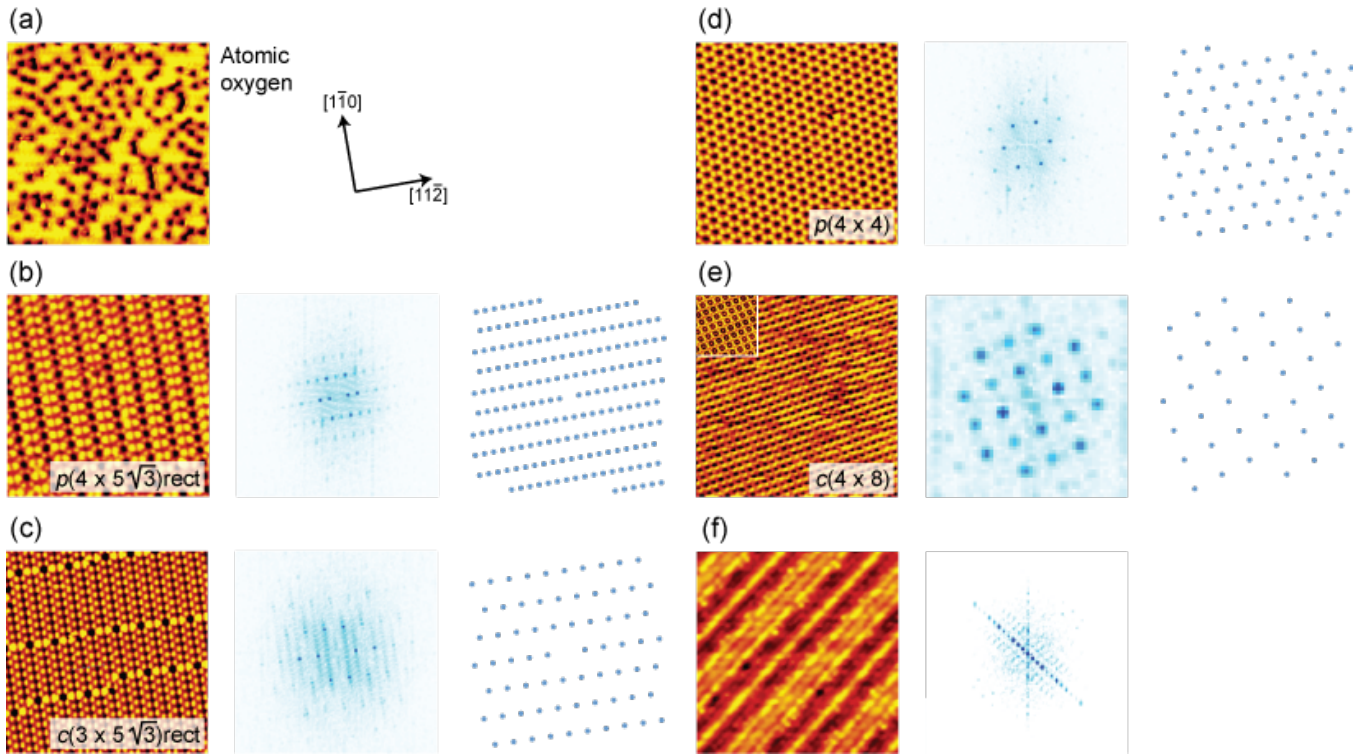 (a)
Atomic
oxygen
[11̅0]
[112̅]
(b)
p(4 x 5√3)rect
(c)
c(3 x 5√3)rect
(d)
p(4 x 4)
(e)
c(4 x 8)
(f)